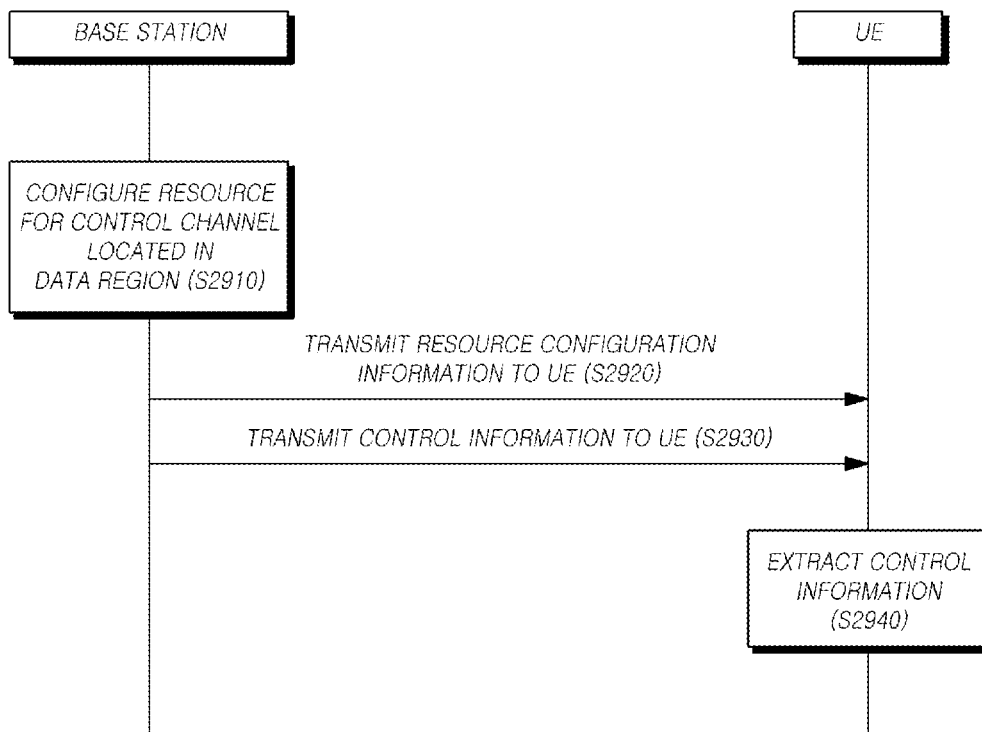 BASE STATION
UE
CONFIGURE RESOURCE
FOR CONTROL CHANNEL
LOCATED IN
DATA REGION (S2910)
TRANSMIT RESOURCE CONFIGURATION
INFORMATION TO UE (S2920)
TRANSMIT CONTROL INFORMATION TO UE (S2930)
EXTRACT CONTROL
INFORMATION
(S2940)